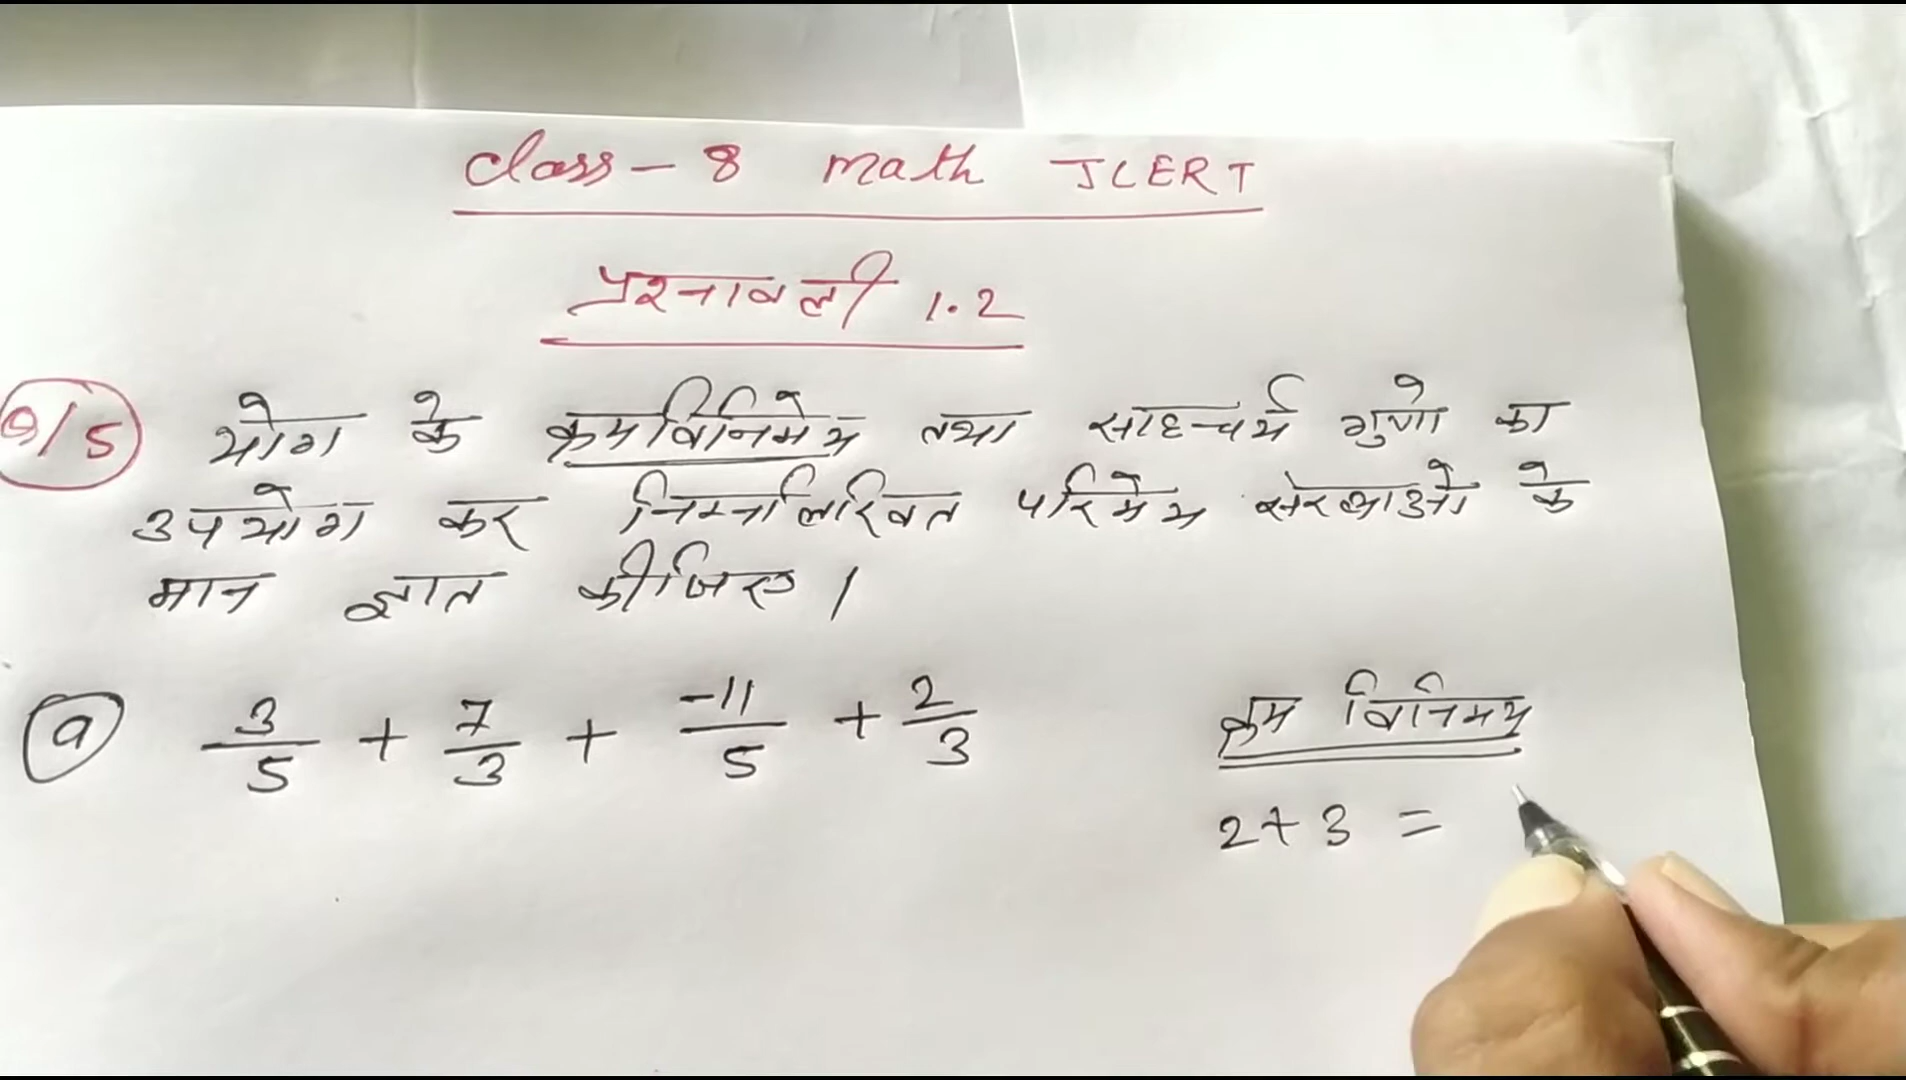 class - 8 math JCERT
प्रश्नावली 1.2
Q/5 योग के क्रमविनिमेय तथा साहचर्य गुणो का
उपयोग कर निम्नलिखित परिमेय संख्याओ के
मान ज्ञात कीजिए।
(a) 3/5 + 7/3 + -11/5 + 2/3
क्रम विनिमय
2+3 =